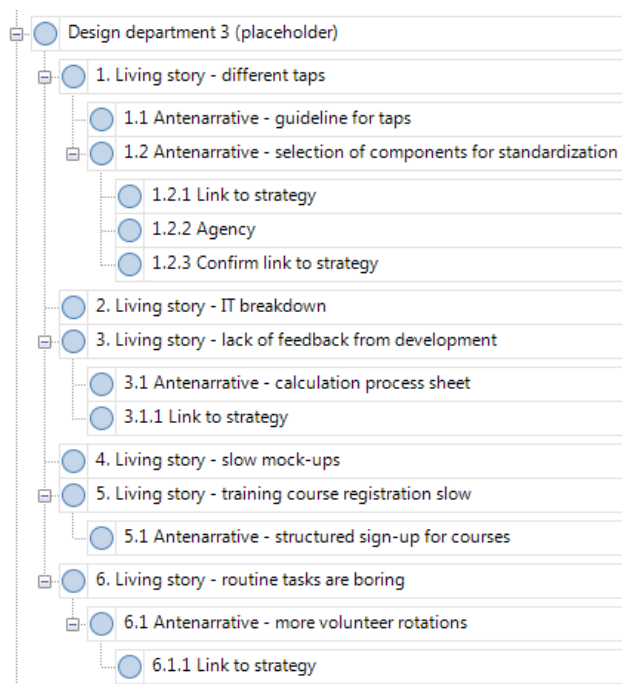 Design department 3 (placeholder)
1. Living story - different taps
1.1 Antenarrative - guideline for taps
1.2 Antenarrative - selection of components for standardization
1.2.1 Link to strategy
1.2.2 Agency
1.2.3 Confirm link to strategy
2. Living story - IT breakdown
3. Living story - lack of feedback from development
3.1 Antenarrative - calculation process sheet
3.1.1 Link to strategy
4. Living story - slow mock-ups
5. Living story - training course registration slow
5.1 Antenarrative - structured sign-up for courses
6. Living story - routine tasks are boring
6.1 Antenarrative - more volunteer rotations
6.1.1 Link to strategy